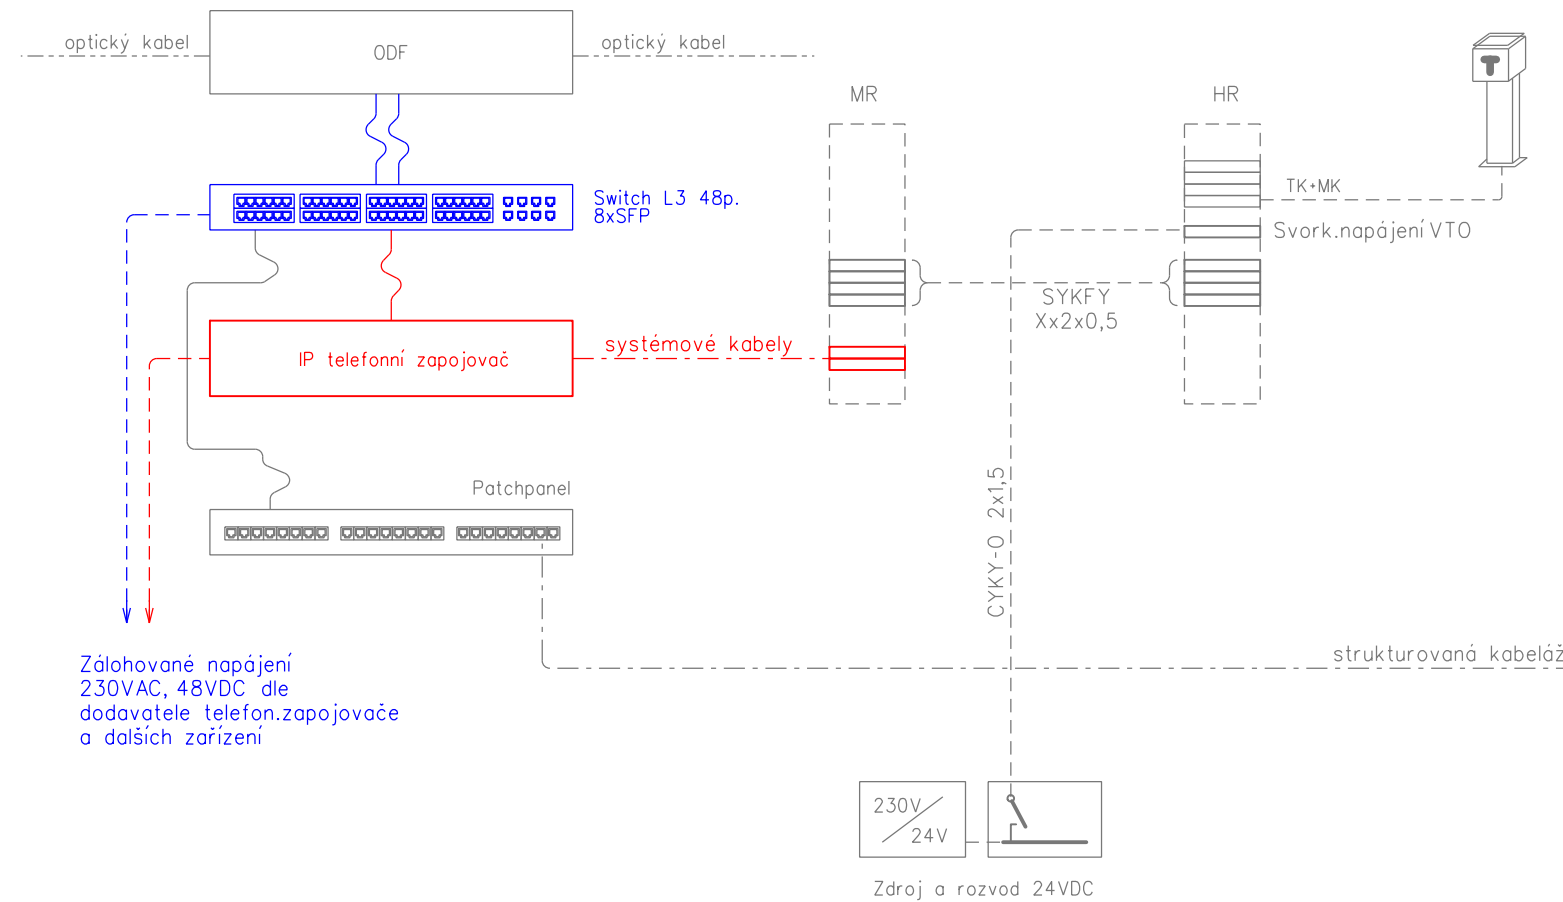 optický kabel
ODF
optický kabel
MR
HR
T
TK+MK
Switch L3 48p.
8xSFP
Svork.napájení VTO
SYKFY
Xx2x0,5
systémové kabely
IP telefonní zapojovač
Patchpanel
CYKY-O 2x1,5
Zálohované napájení
230VAC, 48VDC dle
dodavatele telefon.zapojovače
a dalších zařízení
strukturovaná kabeláž
230V
24V
Zdroj a rozvod 24VDC